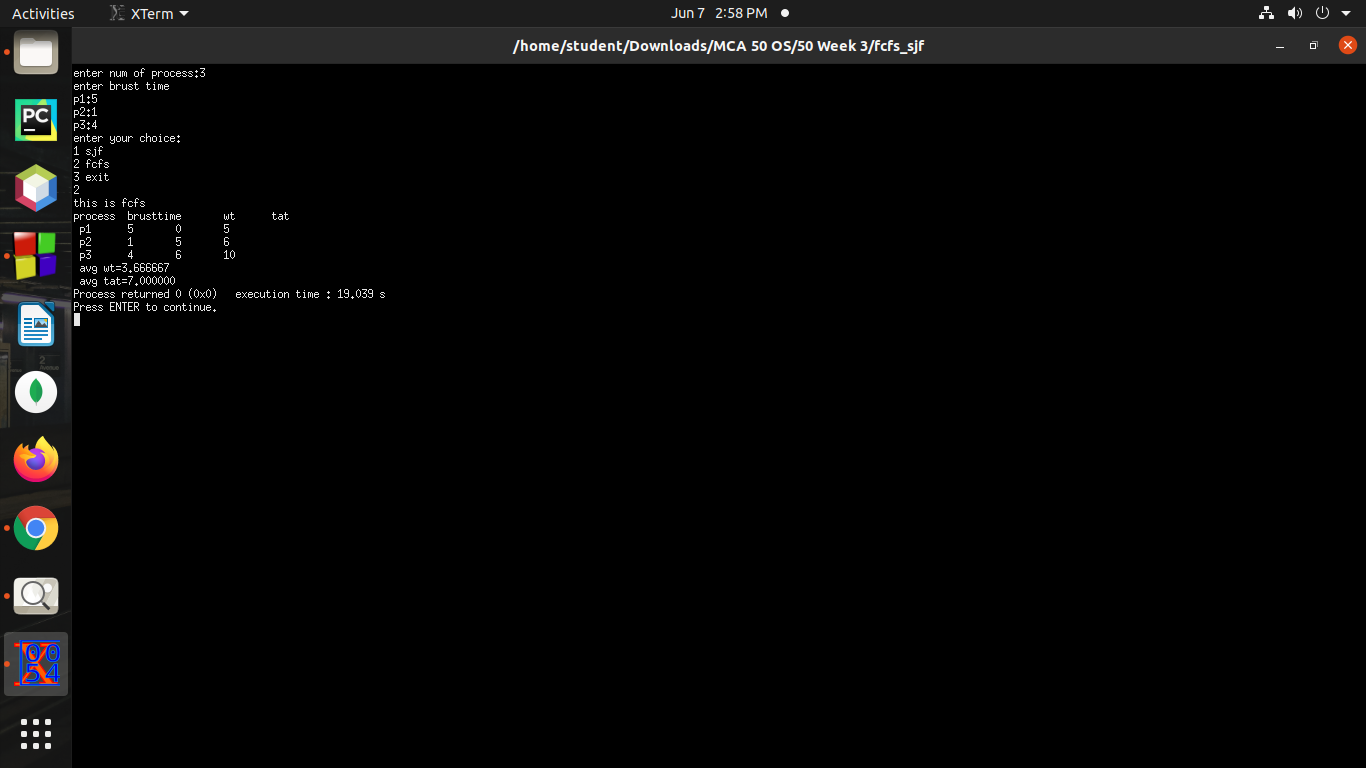 Activities XTerm Jun 7 2:58 PM
/home/student/Downloads/MCA 50 OS/50 Week 3/fcfs_sjf
enter num of process:3
enter brust time
p1:5
p2:1
p3:4
enter your choice:
1 sjf
2 fcfs
3 exit
2
this is fcfs
process brusttime wt tat
p1 5 0 5
p2 1 5 6
p3 4 6 10
avg wt=3.666667
avg tat=7.000000
Process returned 0 (0x0) execution time : 19.039 s
Press ENTER to continue.
PC
00
54